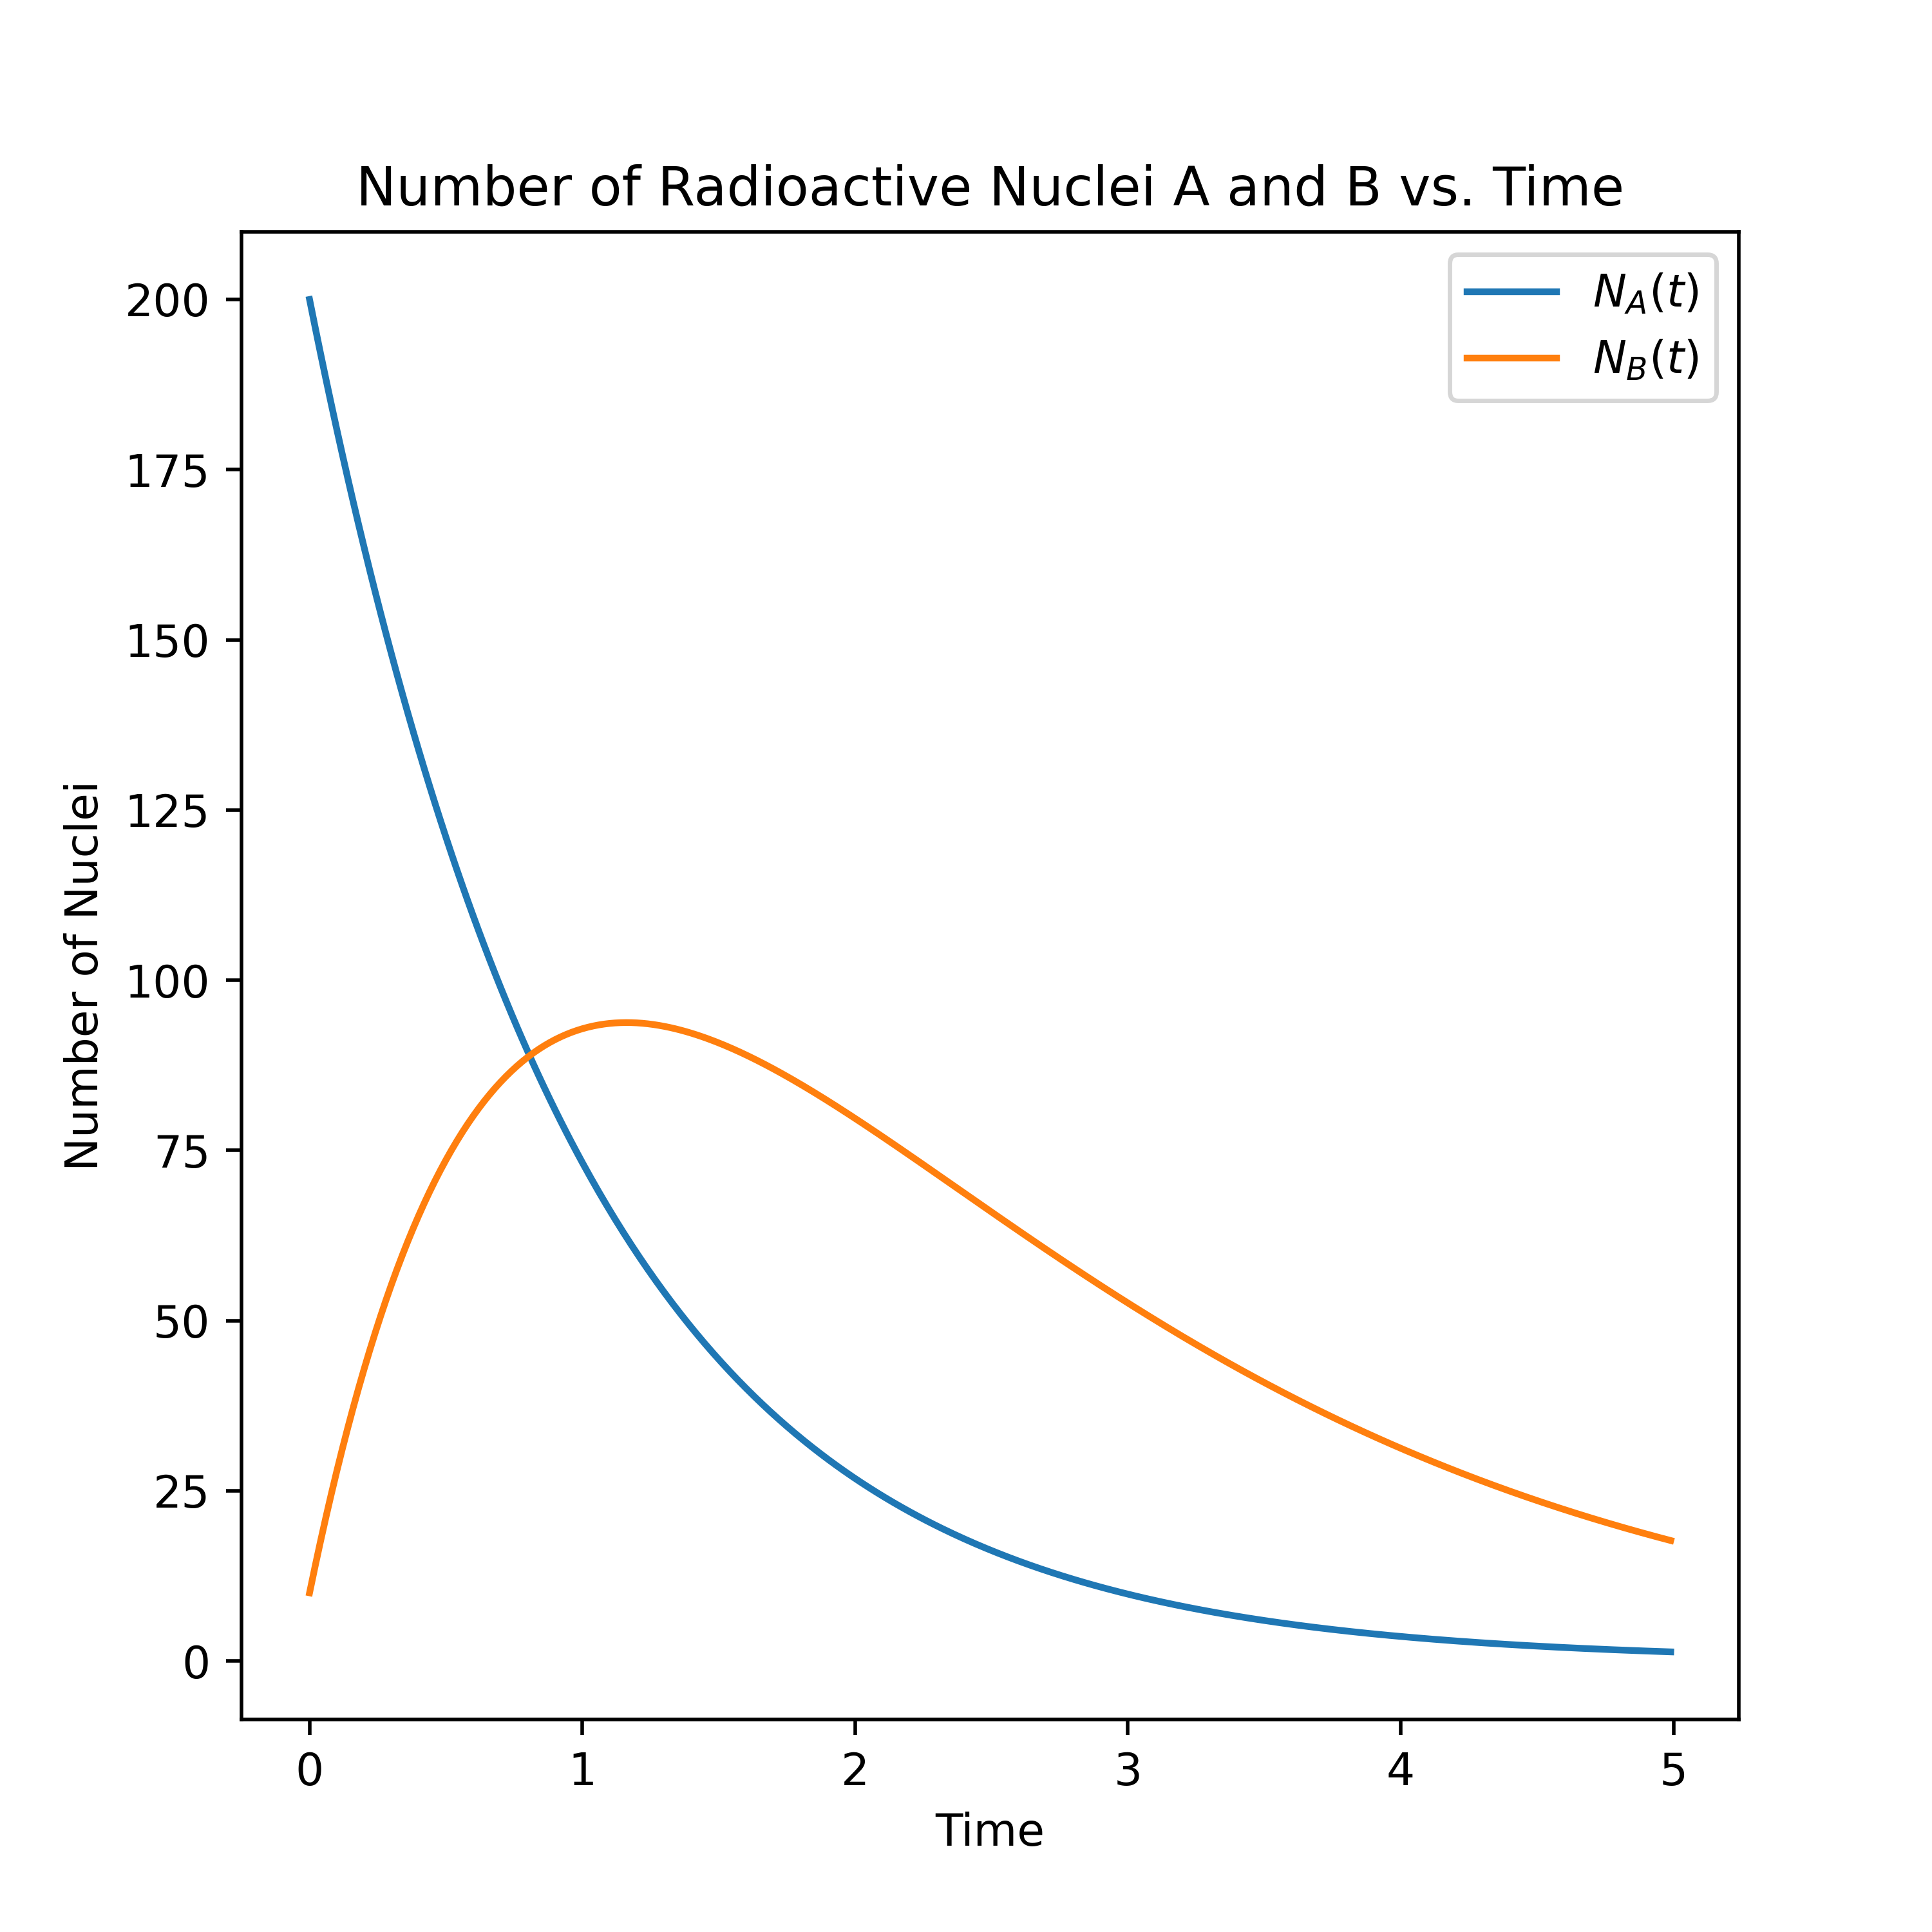 Number of Radioactive Nuclei A and B vs. Time
N_A(t)
N_B(t)
200
175
150
125
100
75
50
25
0
Number of Nuclei
0 1 2 3 4 5
Time